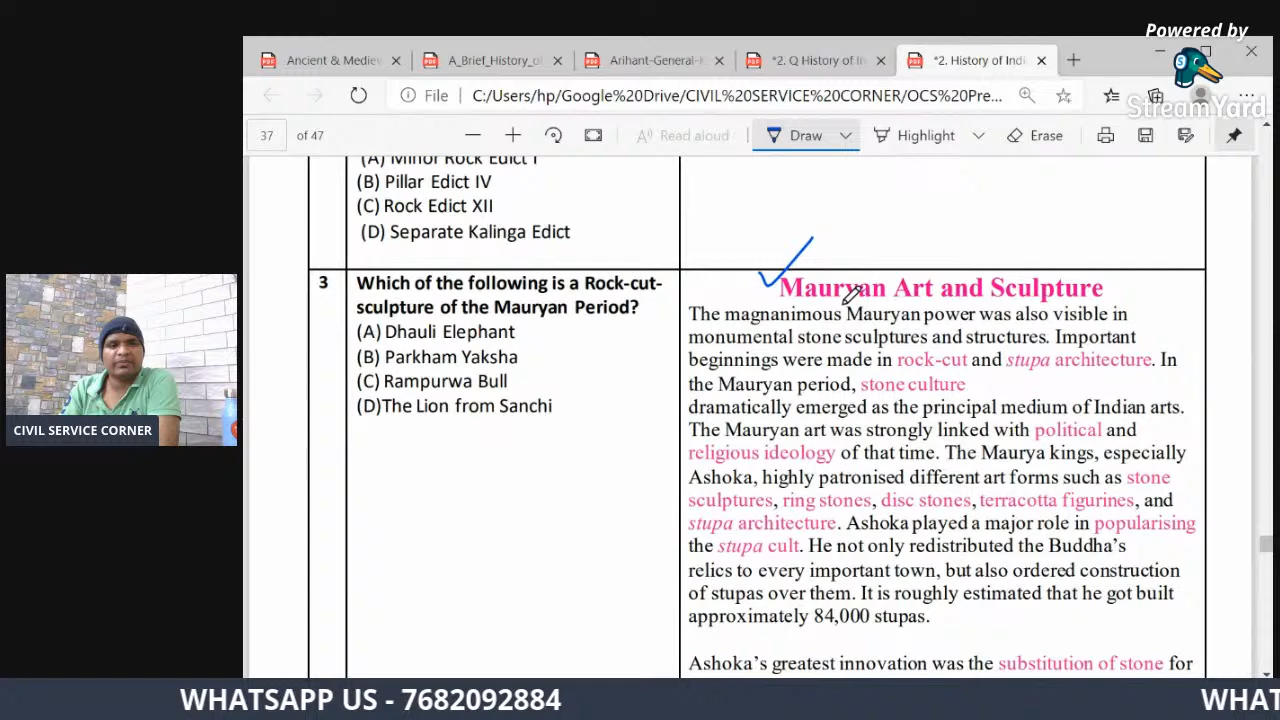 Powered by
StreamYard
Ancient & Mediev
A_Brief_History_of
Arihant-General-K
*2. Q History of In
*2. History of Indi
File C:/Users/hp/Google%20Drive/CIVIL%20SERVICE%20CORNER/OCS%20Pre...
37 of 47
Read aloud
Draw
Highlight
Erase
(A) Minor Rock Edict I
(B) Pillar Edict IV
(C) Rock Edict XII
(D) Separate Kalinga Edict
3
Which of the following is a Rock-cut-
sculpture of the Mauryan Period?
(A) Dhauli Elephant
(B) Parkham Yaksha
(C) Rampurwa Bull
(D)The Lion from Sanchi
Mauryan Art and Sculpture
The magnanimous Mauryan power was also visible in
monumental stone sculptures and structures. Important
beginnings were made in rock-cut and stupa architecture. In
the Mauryan period, stone culture
dramatically emerged as the principal medium of Indian arts.
The Mauryan art was strongly linked with political and
religious ideology of that time. The Maurya kings, especially
Ashoka, highly patronised different art forms such as stone
sculptures, ring stones, disc stones, terracotta figurines, and
stupa architecture. Ashoka played a major role in popularising
the stupa cult. He not only redistributed the Buddha's
relics to every important town, but also ordered construction
of stupas over them. It is roughly estimated that he got built
approximately 84,000 stupas.
Ashoka's greatest innovation was the substitution of stone for
CIVIL SERVICE CORNER
WHATSAPP US - 7682092884
WHAT